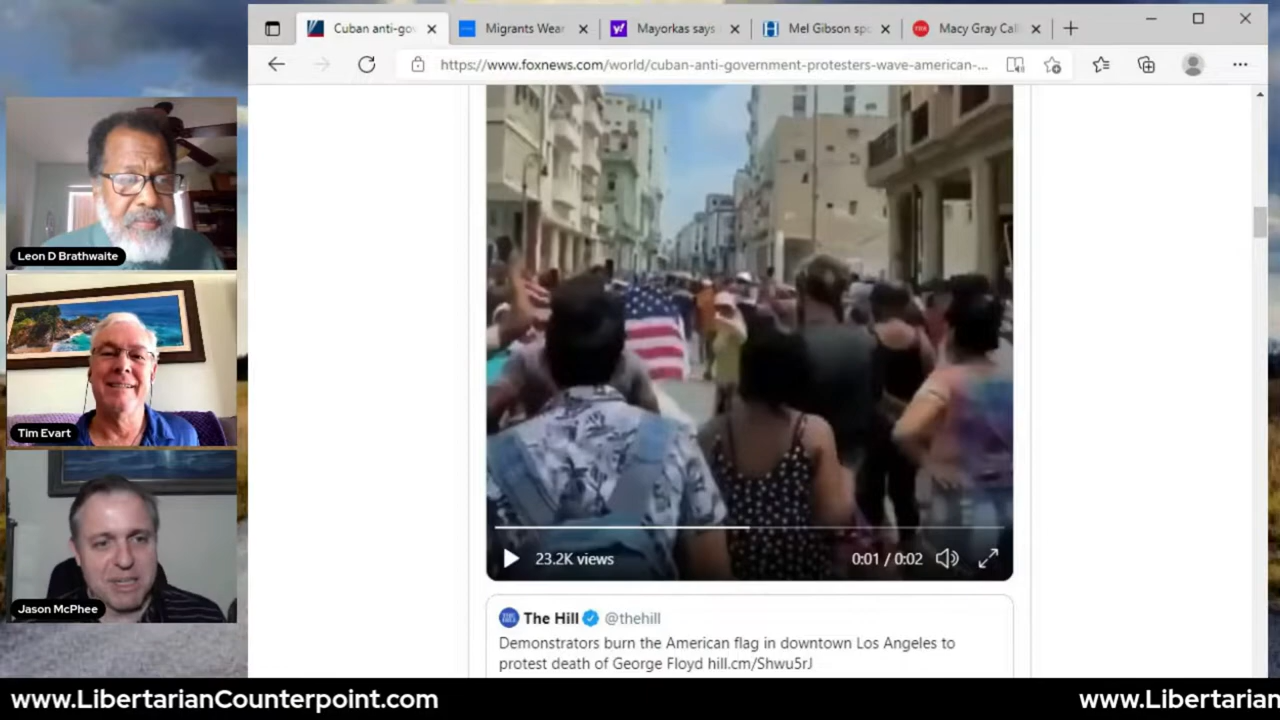 Cuban anti-go
Migrants Wear
Mayorkas says
Mel Gibson spo
Macy Gray Call
https://www.foxnews.com/world/cuban-anti-government-protesters-wave-american-...
Leon D Brathwaite
Tim Evart
Jason McPhee
23.2K views
0:01 / 0:02
The Hill @thehill
Demonstrators burn the American flag in downtown Los Angeles to
protest death of George Floyd hill.cm/Shwu5rJ
www.LibertarianCounterpoint.com
www.Libertarian